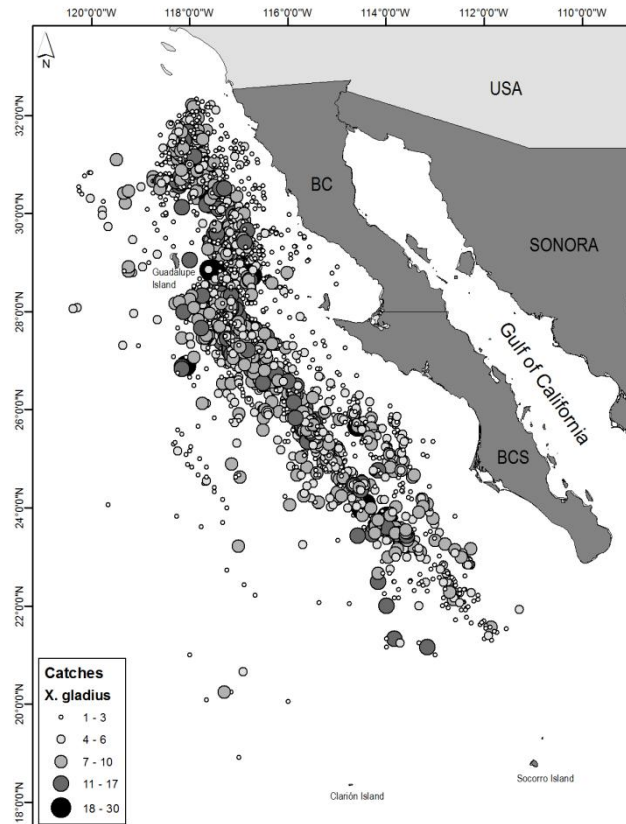 120°0'0"W 118°0'0"W 116°0'0"W 114°0'0"W 112°0'0"W 110°0'0"W
N
USA
32°0'0"N
BC
30°0'0"N
SONORA
Guadalupe
Island
28°0'0"N
Gulf of California
26°0'0"N
BCS
24°0'0"N
22°0'0"N
20°0'0"N
18°0'0"N
Catches
X. gladius
1 - 3
4 - 6
7 - 10
11 - 17
18 - 30
Socorro Island
Clarión Island